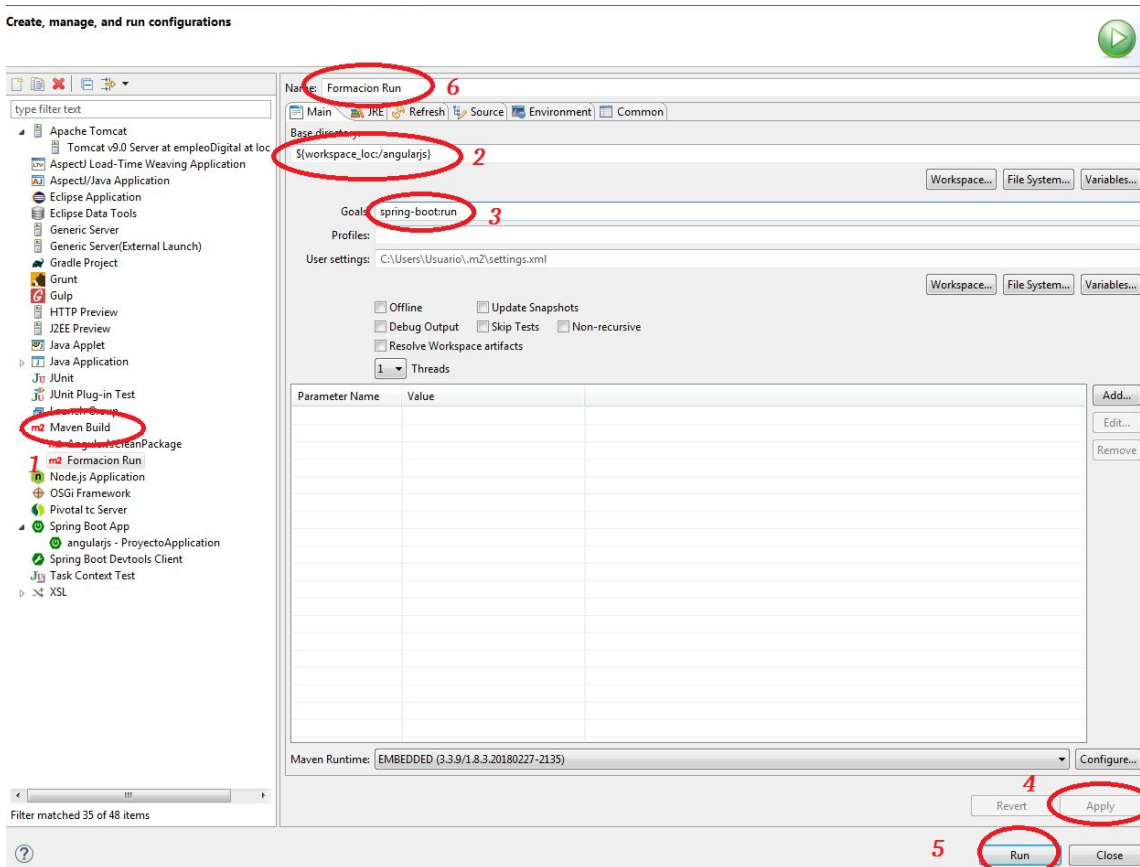 Create, manage, and run configurations
type filter text
Apache Tomcat
Tomcat v9.0 Server at empleoDigital at loc
AspectJ Load-Time Weaving Application
AspectJ/Java Application
Eclipse Application
Eclipse Data Tools
Generic Server
Generic Server(External Launch)
Gradle Project
Grunt
Gulp
HTTP Preview
J2EE Preview
Java Applet
Java Application
JUnit
JUnit Plug-in Test
Launch Group
m2 Maven Build
m2 AngularJsCleanPackage
1 m2 Formacion Run
Node.js Application
OSGi Framework
Pivotal tc Server
Spring Boot App
angularjs - ProyectoApplication
Spring Boot Devtools Client
Task Context Test
XSL
Filter matched 35 of 48 items
Name: Formacion Run 6
Main JRE Refresh Source Environment Common
Base directory:
${workspace_loc:/angularjs} 2
Workspace... File System... Variables...
Goals: spring-boot:run 3
Profiles:
User settings: C:\Users\Usuario\.m2\settings.xml
Workspace... File System... Variables...
Offline Update Snapshots
Debug Output Skip Tests Non-recursive
Resolve Workspace artifacts
1 Threads
Parameter Name Value
Add...
Edit...
Remove
Maven Runtime: EMBEDDED (3.3.9/1.8.3.20180227-2135) Configure...
4
Revert Apply
5 Run Close